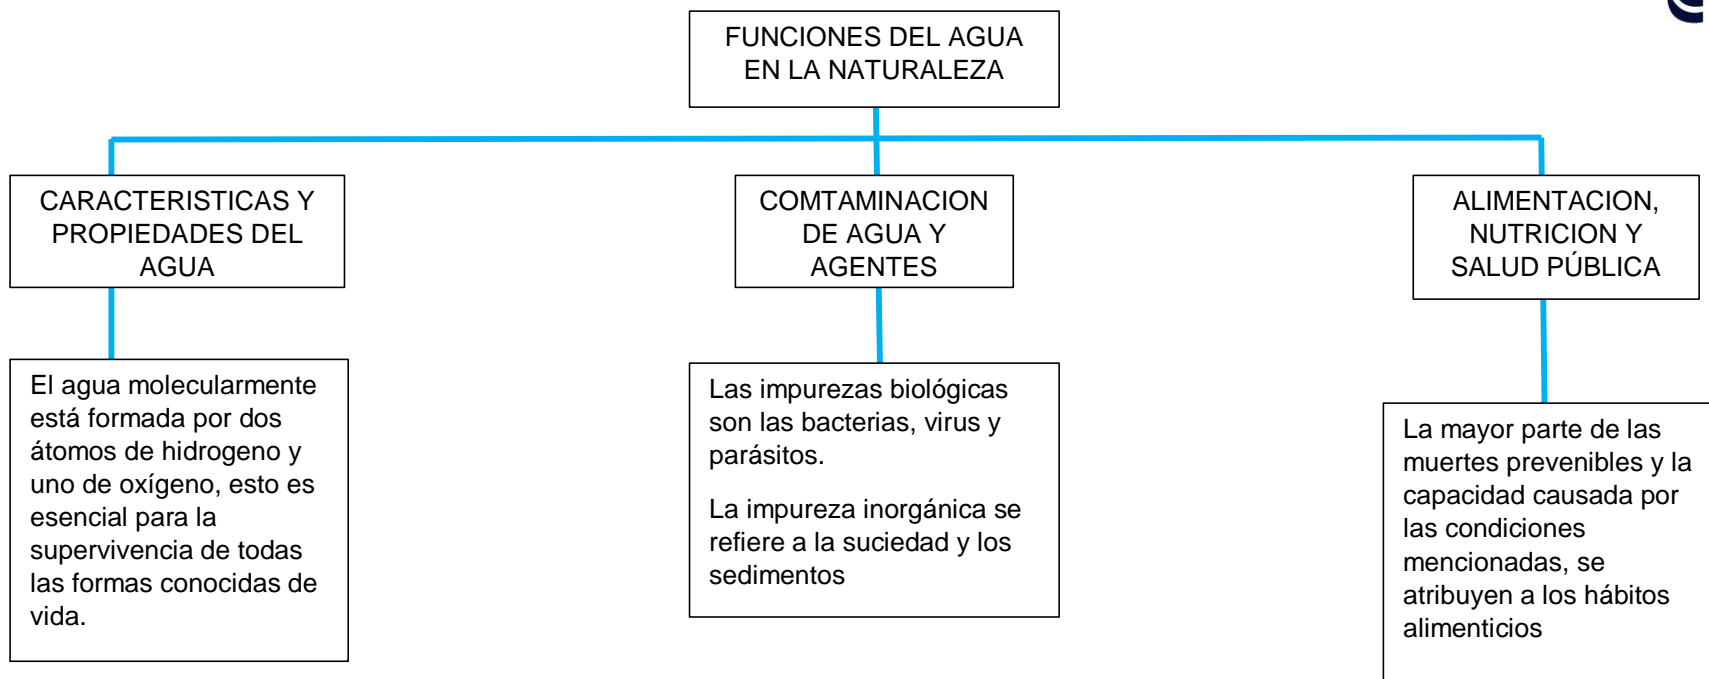 FUNCIONES DEL AGUA
EN LA NATURALEZA
CARACTERISTICAS Y
PROPIEDADES DEL
AGUA
COMTAMINACION
DE AGUA Y
AGENTES
ALIMENTACION,
NUTRICION Y
SALUD PÚBLICA
El agua molecularmente
está formada por dos
átomos de hidrogeno y
uno de oxígeno, esto es
esencial para la
supervivencia de todas
las formas conocidas de
vida.
Las impurezas biológicas
son las bacterias, virus y
parásitos.
La impureza inorgánica se
refiere a la suciedad y los
sedimentos
La mayor parte de las
muertes prevenibles y la
capacidad causada por
las condiciones
mencionadas, se
atribuyen a los hábitos
alimenticios